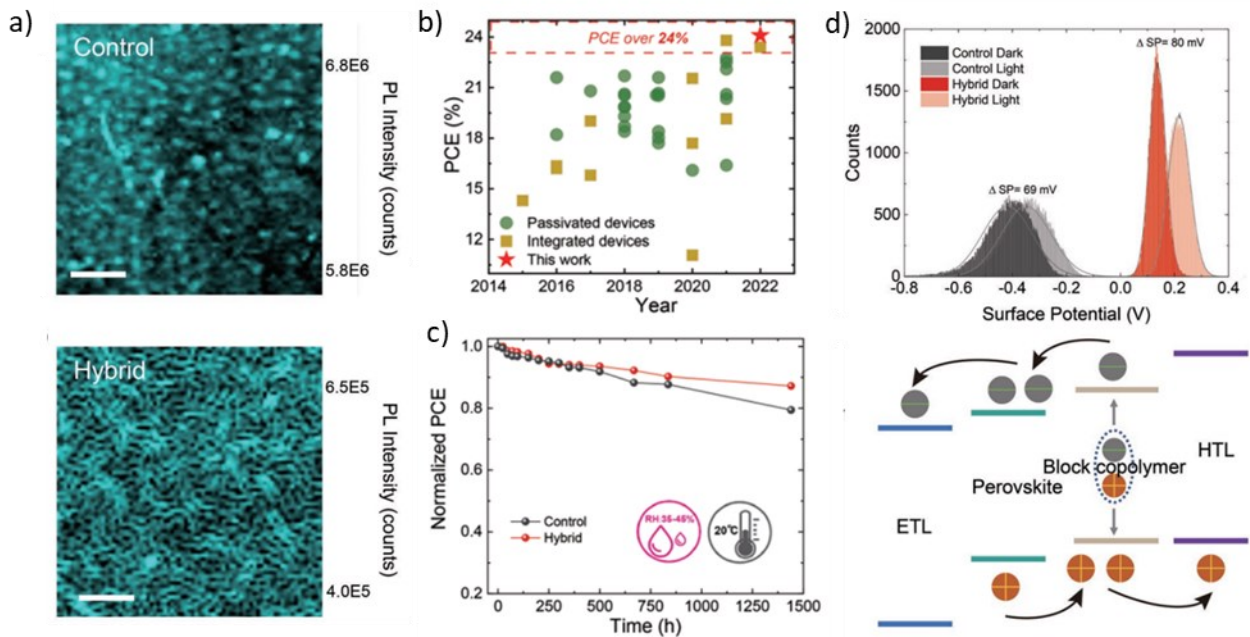 a)
Control
6.8E6
PL Intensity (counts)
5.8E6
Hybrid
6.5E5
PL Intensity (counts)
4.0E5
b)
PCE over 24%
24
21
18
15
12
PCE (%)
Passivated devices
Integrated devices
This work
2014 2016 2018 2020 2022
Year
c)
1.0
0.8
0.6
0.4
0.2
Normalized PCE
Control
Hybrid
RH 35-45%
20℃
0 250 500 750 1000 1250 1500
Time (h)
d)
2000
1500
1000
500
0
Counts
Control Dark
Control Light
Hybrid Dark
Hybrid Light
Δ SP= 80 mV
Δ SP= 69 mV
-0.8 -0.6 -0.4 -0.2 0.0 0.2 0.4
Surface Potential (V)
HTL
Block copolymer
Perovskite
ETL